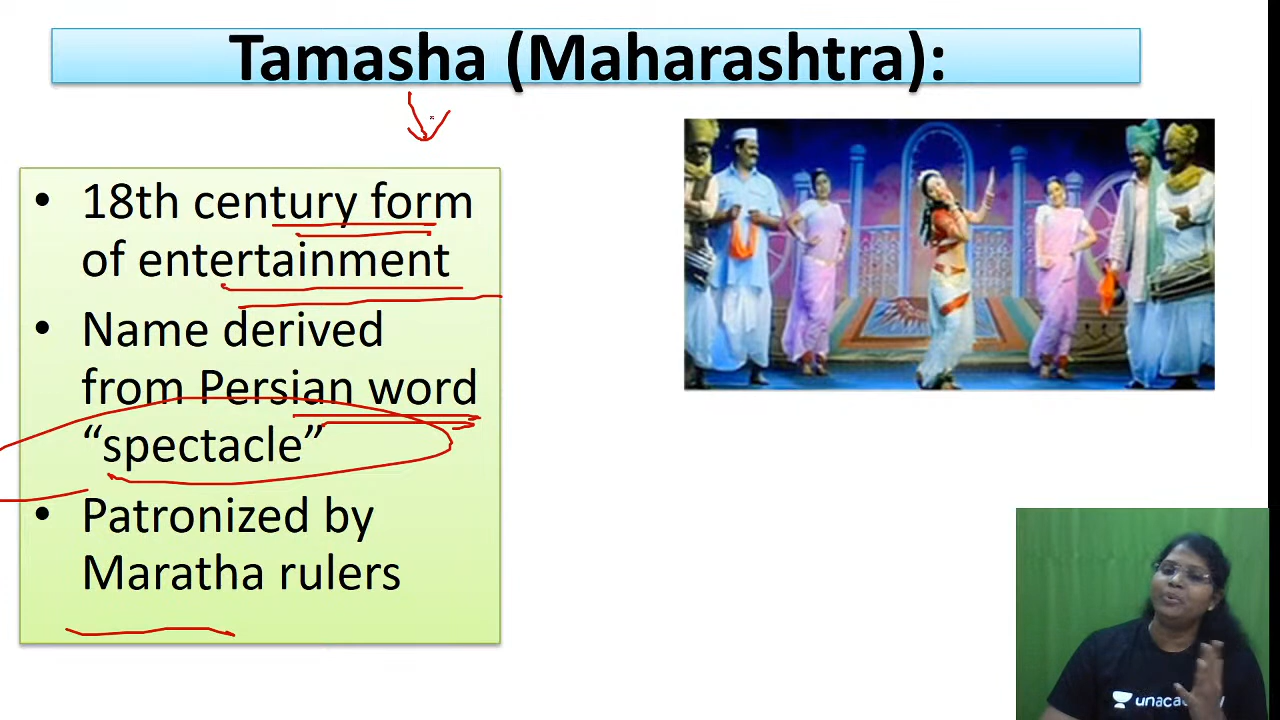 Tamasha (Maharashtra):
• 18th century form
of entertainment
• Name derived
from Persian word
“spectacle”
• Patronized by
Maratha rulers